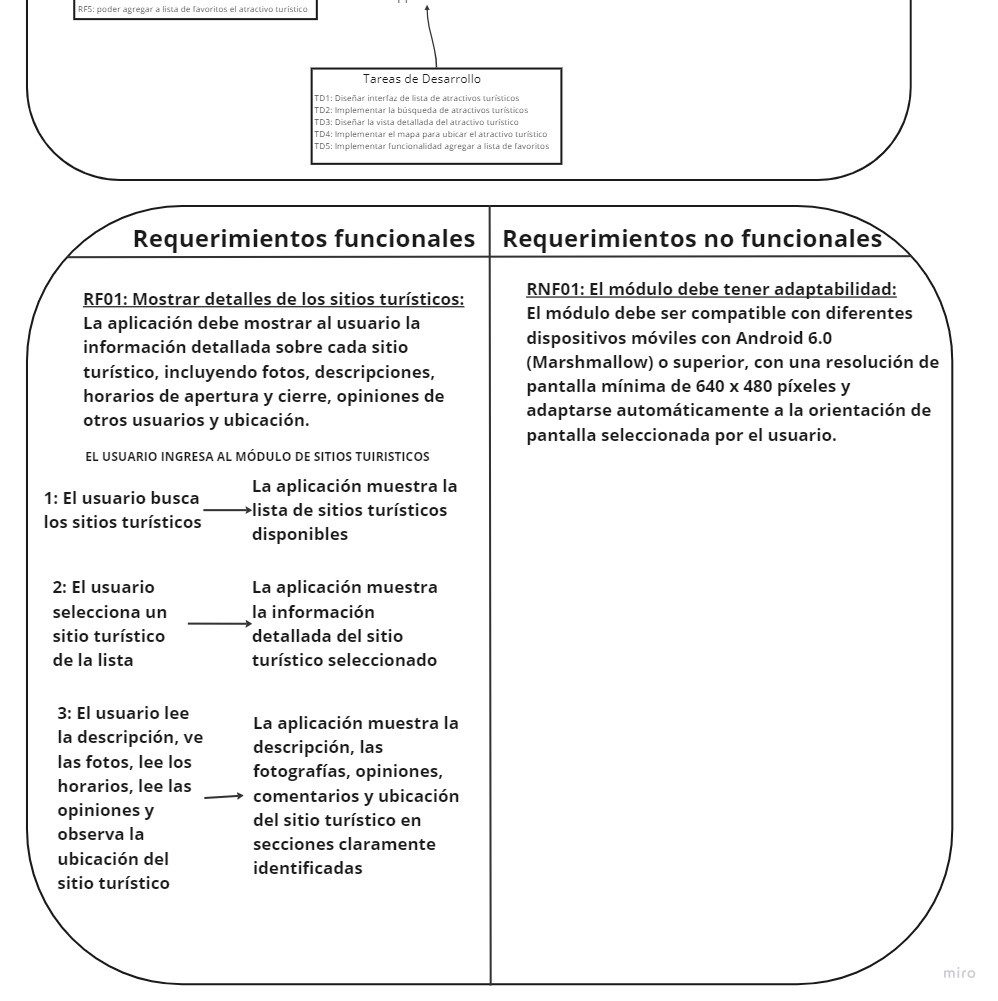 RF5: poder agregar a lista de favoritos el atractivo turístico
Tareas de Desarrollo
TD1: Diseñar interfaz de lista de atractivos turísticos
TD2: Implementar la búsqueda de atractivos turísticos
TD3: Diseñar la vista detallada del atractivo turístico
TD4: Implementar el mapa para ubicar el atractivo turístico
TD5: Implementar funcionalidad agregar a lista de favoritos
Requerimientos funcionales
RF01: Mostrar detalles de los sitios turísticos:
La aplicación debe mostrar al usuario la
información detallada sobre cada sitio
turístico, incluyendo fotos, descripciones,
horarios de apertura y cierre, opiniones de
otros usuarios y ubicación.
EL USUARIO INGRESA AL MÓDULO DE SITIOS TUIRISTICOS
1: El usuario busca
los sitios turísticos
La aplicación muestra la
lista de sitios turísticos
disponibles
2: El usuario
selecciona un
sitio turístico
de la lista
La aplicación muestra
la información
detallada del sitio
turístico seleccionado
3: El usuario lee
la descripción, ve
las fotos, lee los
horarios, lee las
opiniones y
observa la
ubicación del
sitio turístico
La aplicación muestra la
descripción, las
fotografías, opiniones,
comentarios y ubicación
del sitio turístico en
secciones claramente
identificadas
Requerimientos no funcionales
RNF01: El módulo debe tener adaptabilidad:
El módulo debe ser compatible con diferentes
dispositivos móviles con Android 6.0
(Marshmallow) o superior, con una resolución de
pantalla mínima de 640 x 480 píxeles y
adaptarse automáticamente a la orientación de
pantalla seleccionada por el usuario.
miro